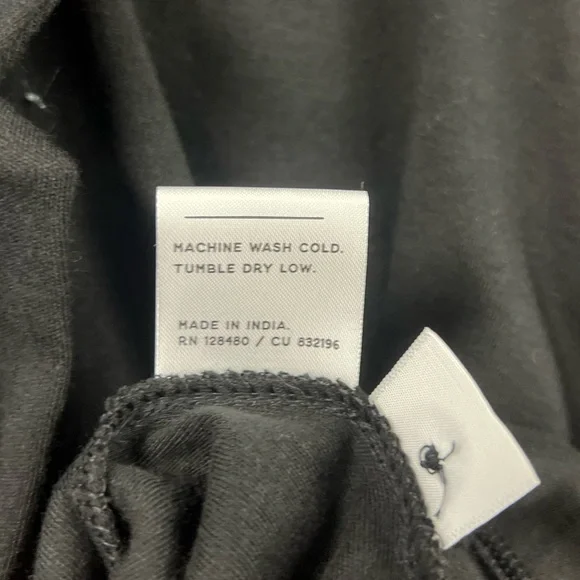 MACHINE WASH COLD.
TUMBLE DRY LOW.
MADE IN INDIA.
RN 128480 / CU 832196